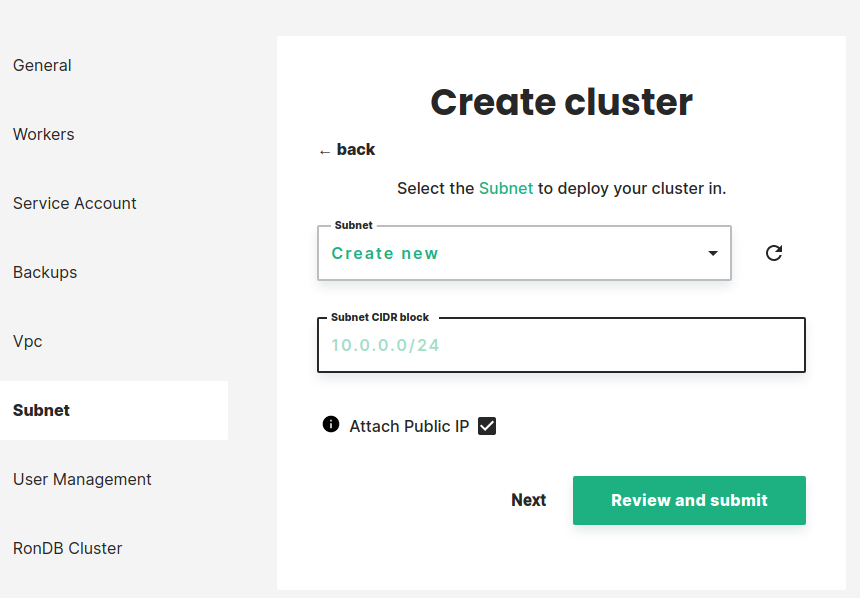 General
Workers
Service Account
Backups
Vpc
Subnet
User Management
RonDB Cluster
Create cluster
← back
Select the Subnet to deploy your cluster in.
Subnet
Create new
Subnet CIDR block
10.0.0.0/24
Attach Public IP
Next
Review and submit